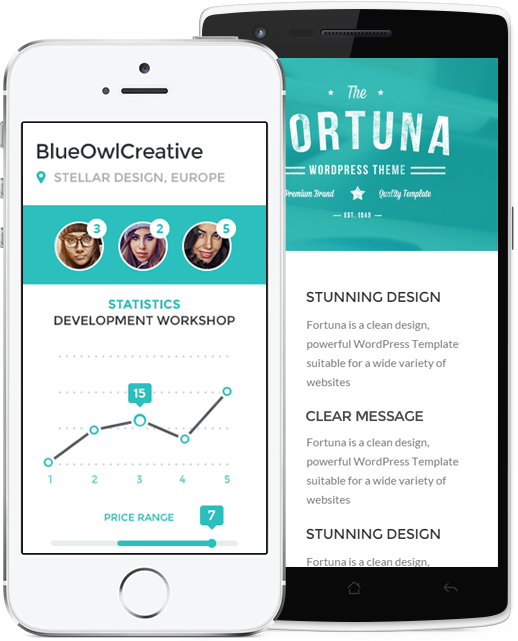 BlueOwlCreative
STELLAR DESIGN, EUROPE
3
2
5
STATISTICS
DEVELOPMENT WORKSHOP
15
1 2 3 4 5
PRICE RANGE
7
The
ORTUNA
WORDPRESS THEME
Premium Brand
Quality Template
EST. 1949
STUNNING DESIGN
Fortuna is a clean design,
powerful WordPress Template
suitable for a wide variety of
websites
CLEAR MESSAGE
Fortuna is a clean design,
powerful WordPress Template
suitable for a wide variety of
websites
STUNNING DESIGN
Fortuna is a clean design,